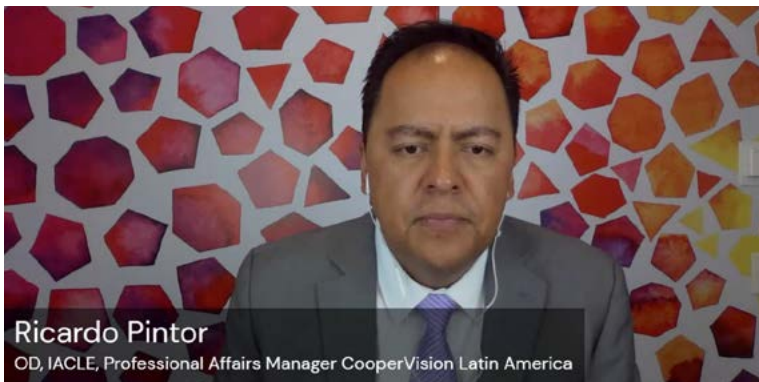 Ricardo Pintor
OD, IACLE, Professional Affairs Manager CooperVision Latin America